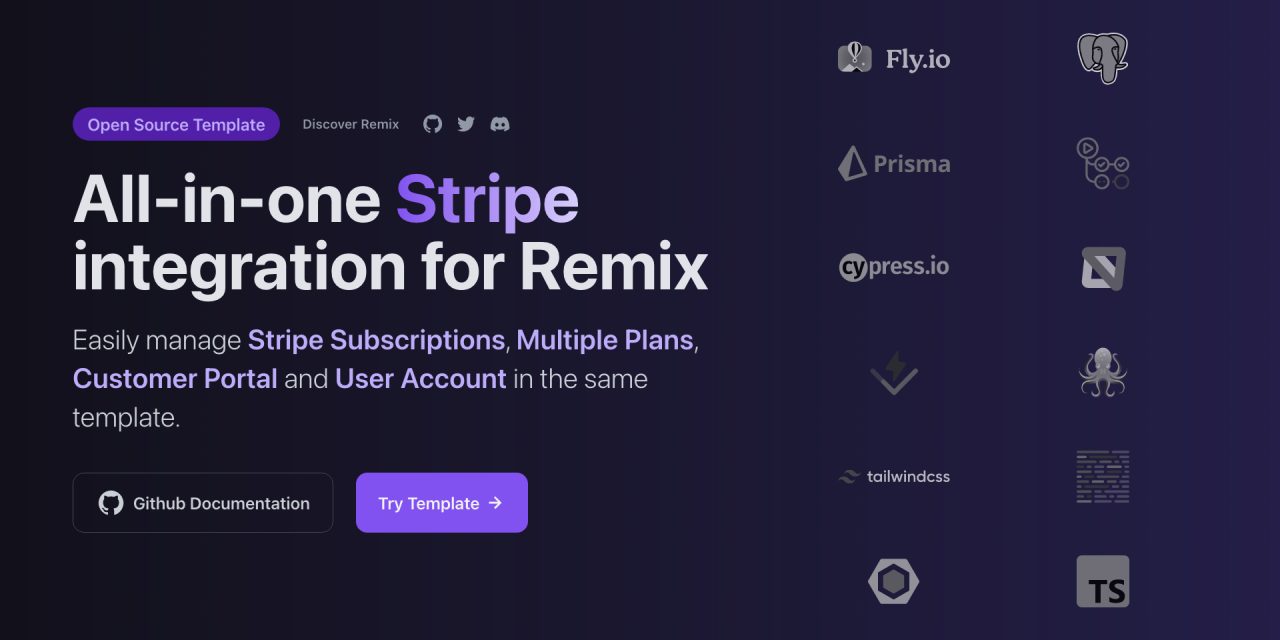 Open Source Template
Discover Remix
All-in-one Stripe
integration for Remix
Easily manage Stripe Subscriptions, Multiple Plans,
Customer Portal and User Account in the same
template.
Github Documentation
Try Template →
Fly.io
Prisma
cypress.io
tailwindcss
TS